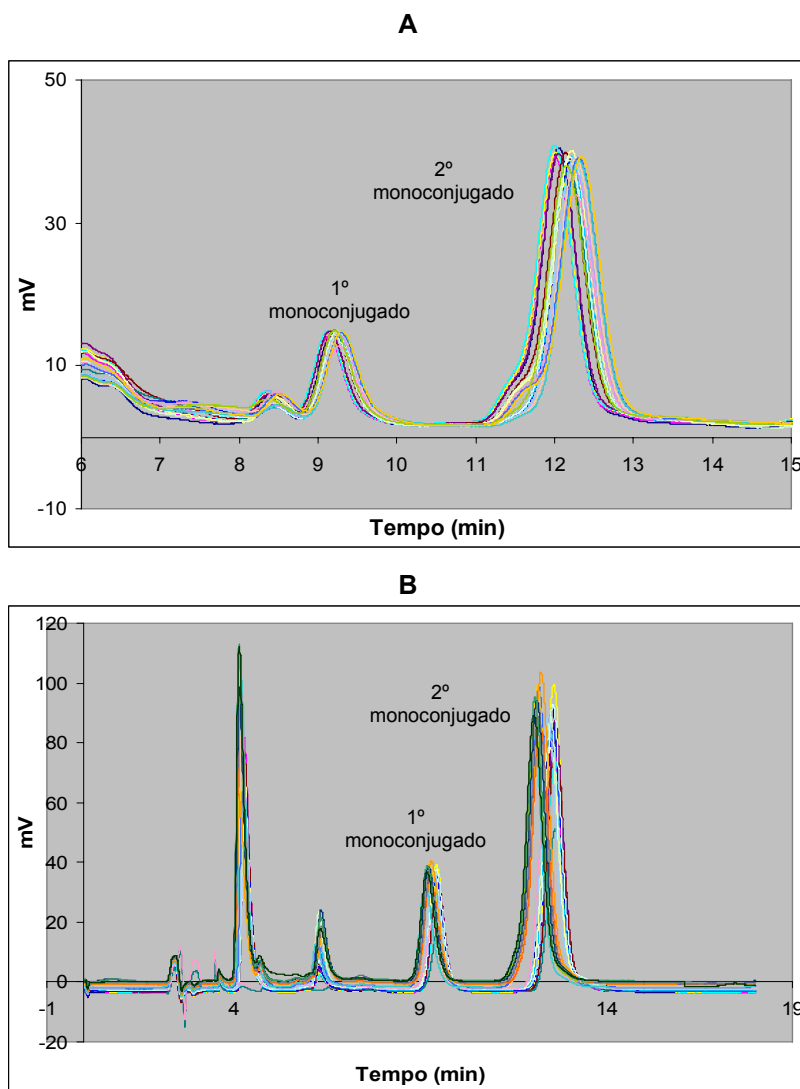 A
50
30
10
-10
mV
2º
monoconjugado
1º
monoconjugado
6 7 8 9 10 11 12 13 14 15
Tempo (min)
B
120
100
80
60
40
20
0
-20
mV
2º
monoconjugado
1º
monoconjugado
-1 4 9 14 19
Tempo (min)